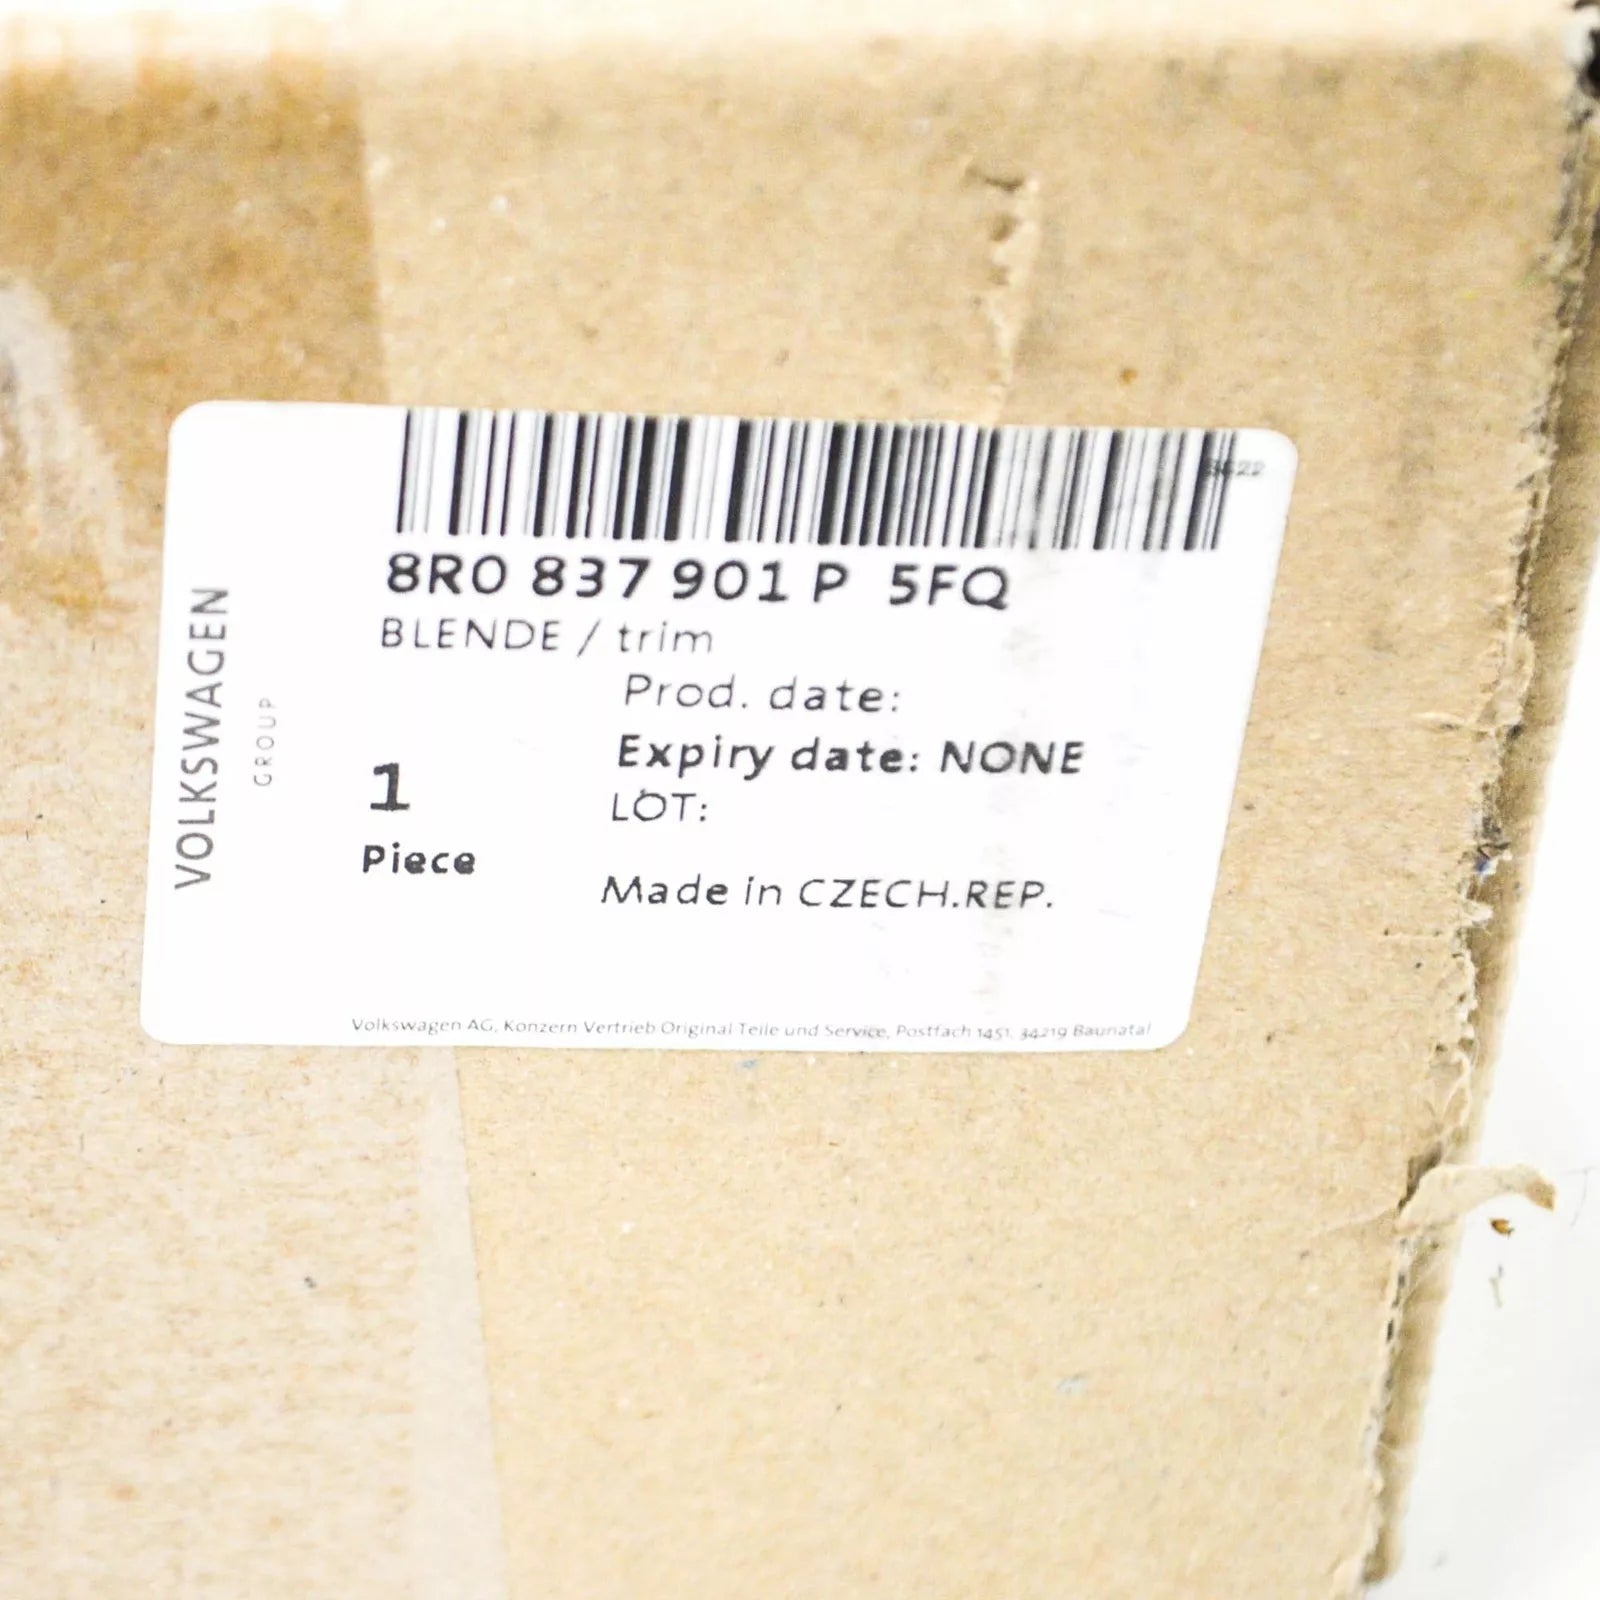 8R0 837 901 P 5FQ
BLENDE / trim
Prod. date:
Expiry date: NONE
LOT:
1
Piece
Made in CZECH.REP.
VOLKSWAGEN
GROUP
Volkswagen AG, Konzern Vertrieb Original Teile und Service, Postfach 1451, 34219 Baunatal